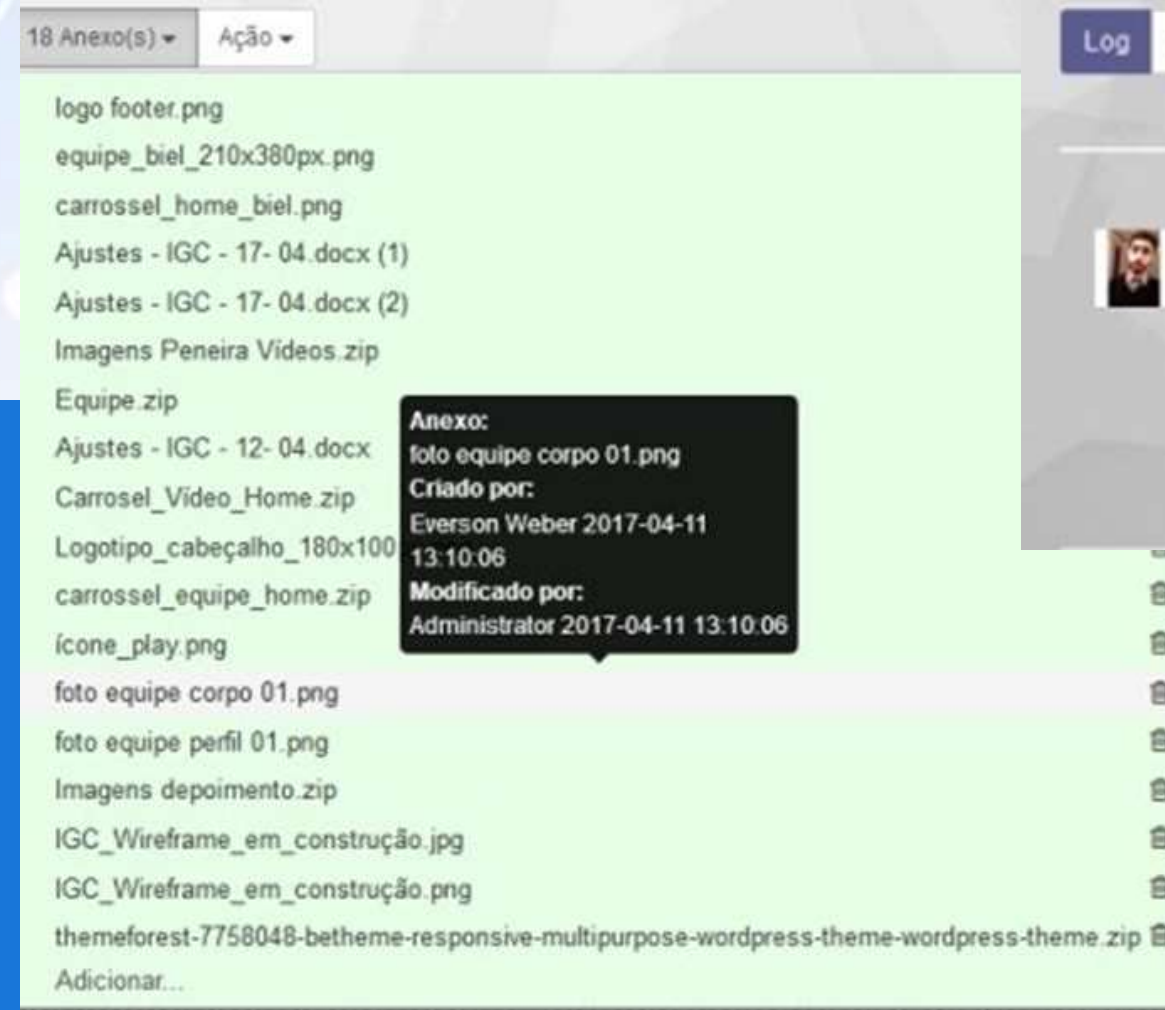 18 Anexo(s)
Ação
Log
logo footer.png
equipe_biel_210x380px.png
carrossel_home_biel.png
Ajustes - IGC - 17- 04.docx (1)
Ajustes - IGC - 17- 04.docx (2)
Imagens Peneira Vídeos.zip
Equipe.zip
Ajustes - IGC - 12- 04.docx
Carrosel_Vídeo_Home.zip
Logotipo_cabeçalho_180x100
carrossel_equipe_home.zip
ícone_play.png
Anexo:
foto equipe corpo 01.png
Criado por:
Everson Weber 2017-04-11
13:10:06
Modificado por:
Administrator 2017-04-11 13:10:06
foto equipe corpo 01.png
foto equipe perfil 01.png
Imagens depoimento.zip
IGC_Wireframe_em_construção.jpg
IGC_Wireframe_em_construção.png
themeforest-7758048-betheme-responsive-multipurpose-wordpress-theme-wordpress-theme.zip
Adicionar...